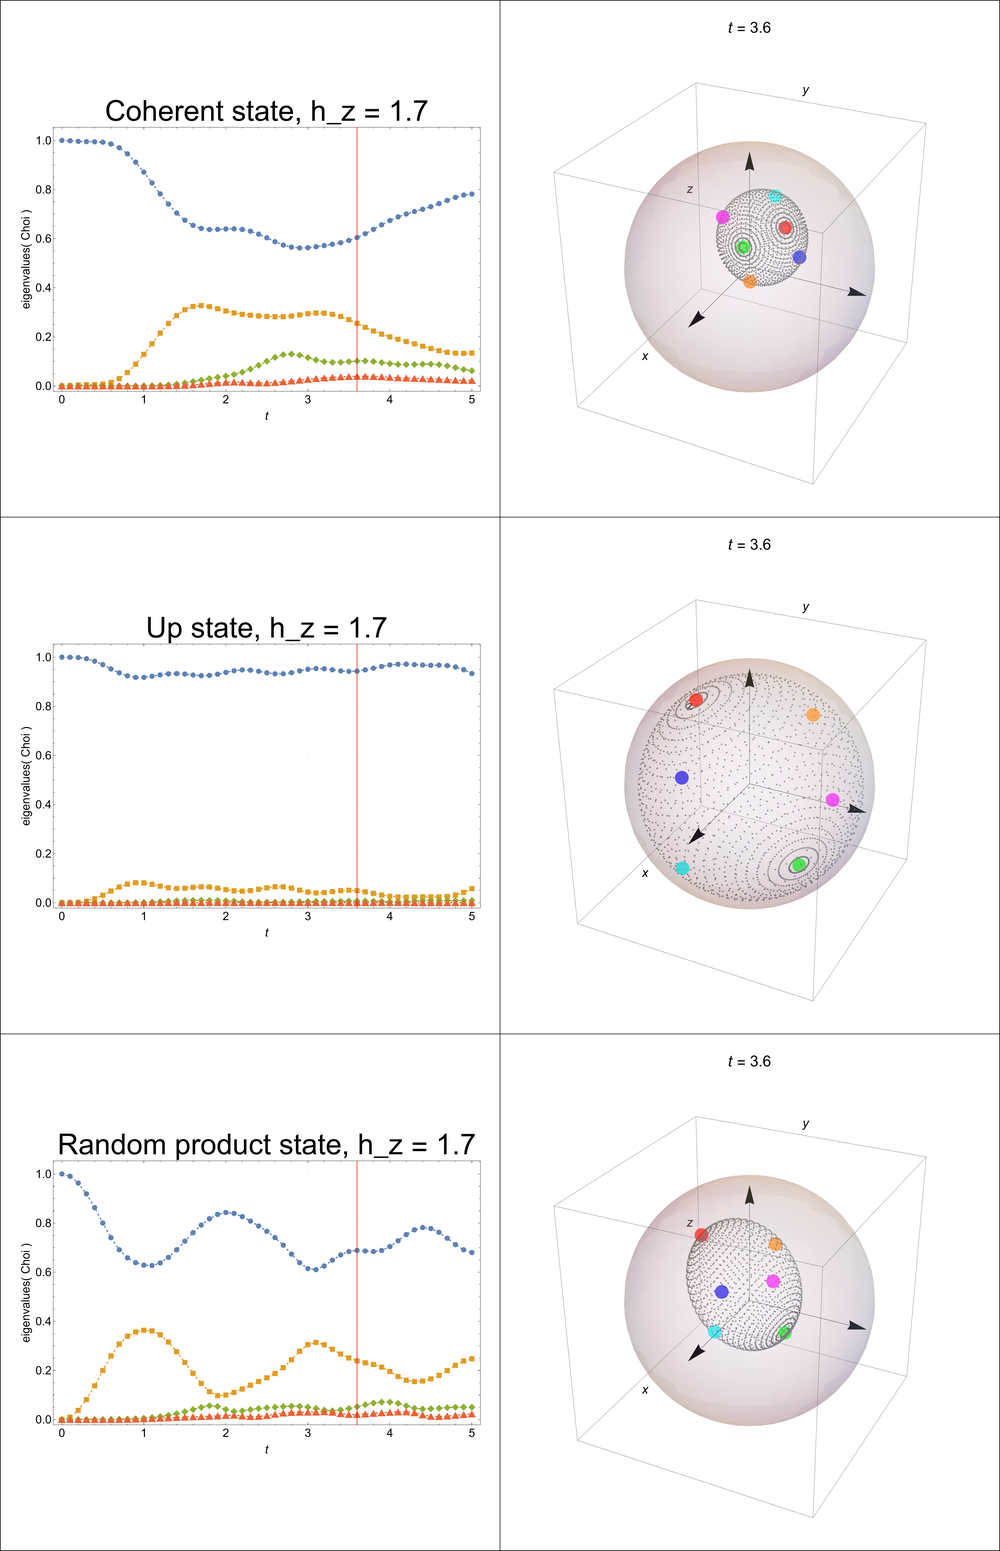 t = 3.6
y
Coherent state, h_z = 1.7
1.0
0.8
0.6
0.4
0.2
0.0
eigenvalues( Choi )
0 1 2 3 4 5
t
z
x
t = 3.6
y
Up state, h_z = 1.7
1.0
0.8
0.6
0.4
0.2
0.0
eigenvalues( Choi )
0 1 2 3 4 5
t
x
t = 3.6
y
Random product state, h_z = 1.7
1.0
0.8
0.6
0.4
0.2
0.0
eigenvalues( Choi )
0 1 2 3 4 5
t
z
x